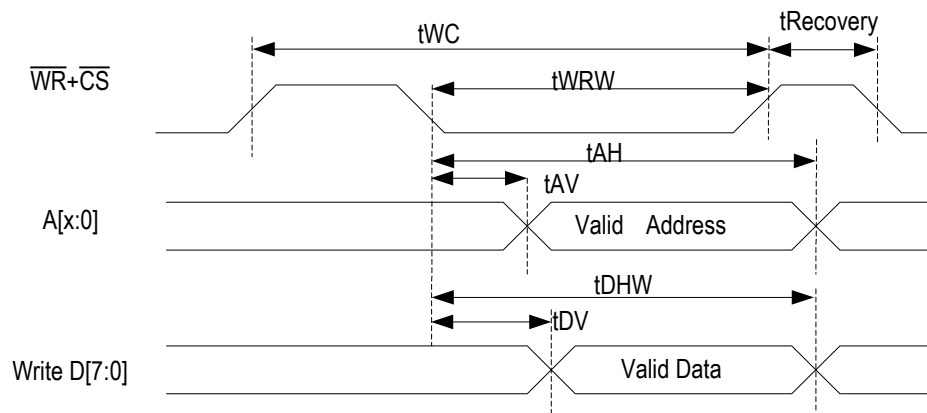 tWC
tRecovery
WR+CS
tWRW
tAH
tAV
A[x:0]
Valid Address
tDHW
tDV
Write D[7:0]
Valid Data